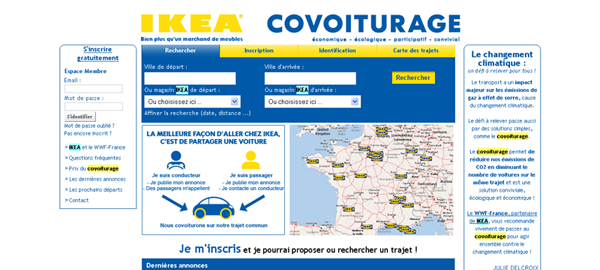 IKEA® COVOITURAGE
Bien plus qu'un marchand de meubles
économique - écologique - participatif - convivial
S'inscrire
gratuitement
Espace Membre
Email :
Mot de passe :
S'identifier
Mot de passe oublié ?
Pas encore inscrit ?
> IKEA et le WWF-France
> Questions fréquentes
> Prix du covoiturage
> Les dernières annonces
> Les prochains départs
> Contact
Rechercher
Inscription
Identification
Carte des trajets
Ville de départ :
Ville d'arrivée :
Rechercher
Ou magasin IKEA de départ :
Ou magasin IKEA d'arrivée :
Ou choisissez ici ...
Ou choisissez ici ...
Affiner la recherche (date, distance ...)
LA MEILLEURE FAÇON D'ALLER CHEZ IKEA,
C'EST DE PARTAGER UNE VOITURE
Je suis conducteur
- Je publie mon annonce
- Des passagers m'appellent
Je suis passager
- Je publie mon annonce
- Je contacte un conducteur
Nous covoiturons sur notre trajet commun
Je m'inscris et je pourrai proposer ou rechercher un trajet !
Dernières annonces
Le changement
climatique :
un défi à relever pour tous !
Le transport a un impact
majeur sur les émissions de
gaz à effet de serre, cause
du changement climatique.
Le défi à relever passe aussi
par des solutions simples,
comme le covoiturage.
Le covoiturage permet de
réduire nos émissions de
CO2 en diminuant le
nombre de voitures sur le
même trajet et est une
solution conviviale,
écologique et économique !
Le WWF-France, partenaire
de IKEA, vous recommande
vivement de passer au
covoiturage pour agir
ensemble contre le
changement climatique !
JULIE DELCROIX